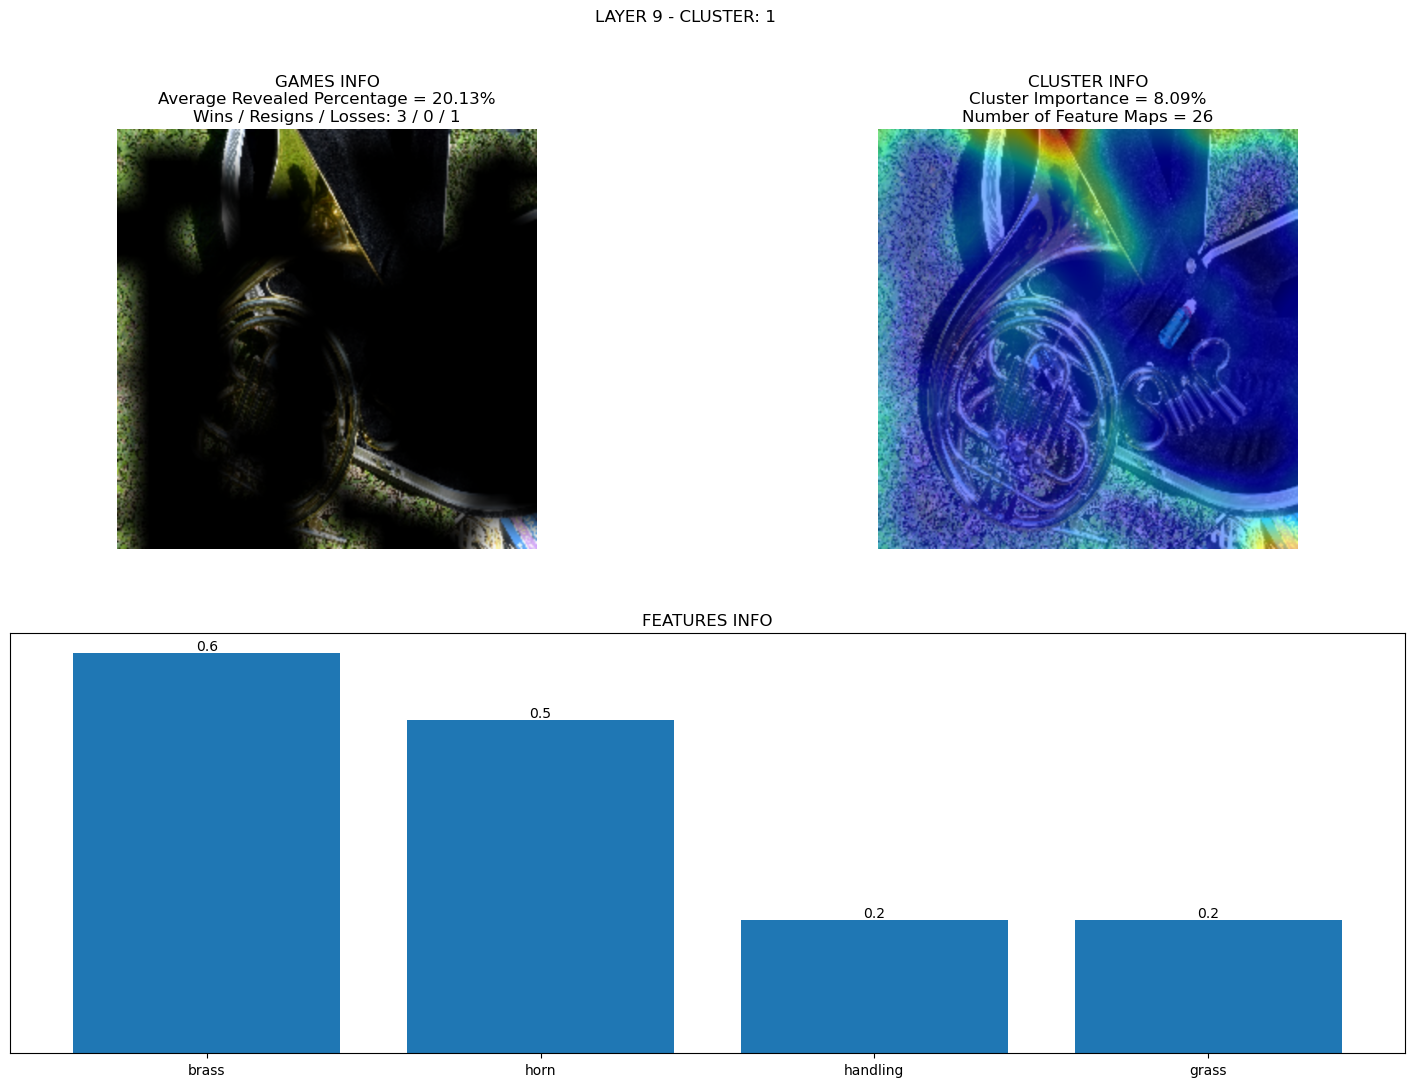 LAYER 9 - CLUSTER: 1
GAMES INFO
Average Revealed Percentage = 20.13%
Wins / Resigns / Losses: 3 / 0 / 1
CLUSTER INFO
Cluster Importance = 8.09%
Number of Feature Maps = 26
FEATURES INFO
0.6
0.5
0.2
0.2
brass
horn
handling
grass